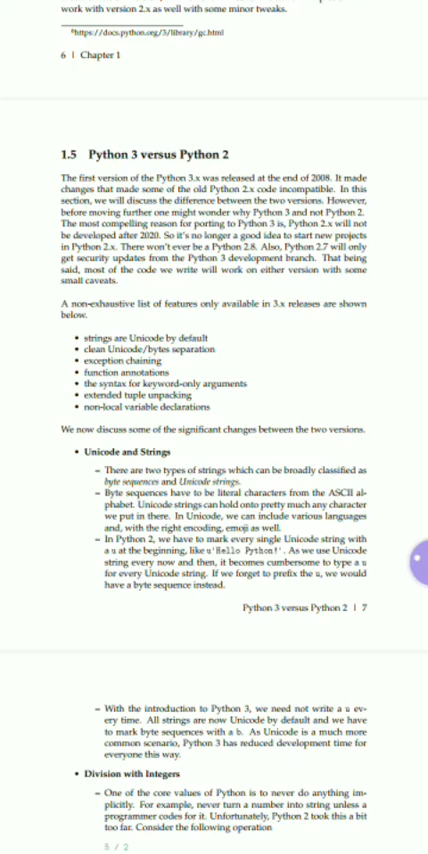 work with version 2.x as well with some minor tweaks.
https://docs.python.org/3/library/gc.html
6 | Chapter 1
1.5 Python 3 versus Python 2
The first version of the Python 3.x was released at the end of 2008. It made
changes that made some of the old Python 2.x code incompatible. In this
section, we will discuss the difference between the two versions. However,
before moving further one might wonder why Python 3 and not Python 2.
The most compelling reason for porting to Python 3 is, Python 2.x will not
be developed after 2020. So it's no longer a good idea to start new projects
in Python 2.x. There won't ever be a Python 2.8. Also, Python 2.7 will only
get security updates from the Python 3 development branch. That being
said, most of the code we write will work on either version with some
small caveats.
A non-exhaustive list of features only available in 3.x releases are shown
below.
• strings are Unicode by default
• clean Unicode/bytes separation
• exception chaining
• function annotations
• the syntax for keyword-only arguments
• extended tuple unpacking
• non-local variable declarations
We now discuss some of the significant changes between the two versions.
• Unicode and Strings
– There are two types of strings which can be broadly classified as
byte sequences and Unicode strings.
– Byte sequences have to be literal characters from the ASCII al-
phabet. Unicode strings can hold onto pretty much any character
we put in there. In Unicode, we can include various languages
and, with the right encoding, emoji as well.
– In Python 2, we have to mark every single Unicode string with
a u at the beginning, like u'Hello Python!'. As we use Unicode
string every now and then, it becomes cumbersome to type a u
for every Unicode string. If we forget to prefix the u, we would
have a byte sequence instead.
Python 3 versus Python 2 | 7
– With the introduction to Python 3, we need not write a u ev-
ery time. All strings are now Unicode by default and we have
to mark byte sequences with a b. As Unicode is a much more
common scenario, Python 3 has reduced development time for
everyone this way.
• Division with Integers
– One of the core values of Python is to never do anything im-
plicitly. For example, never turn a number into string unless a
programmer codes for it. Unfortunately, Python 2 took this a bit
too far. Consider the following operation
5 / 2